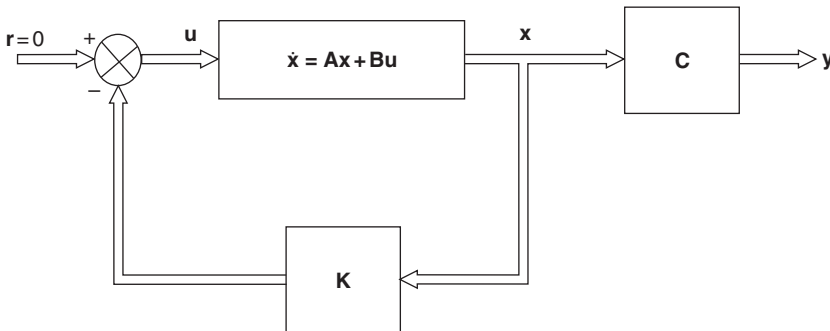 r=0
+
−
u
ẋ = Ax + Bu
x
C
y
K